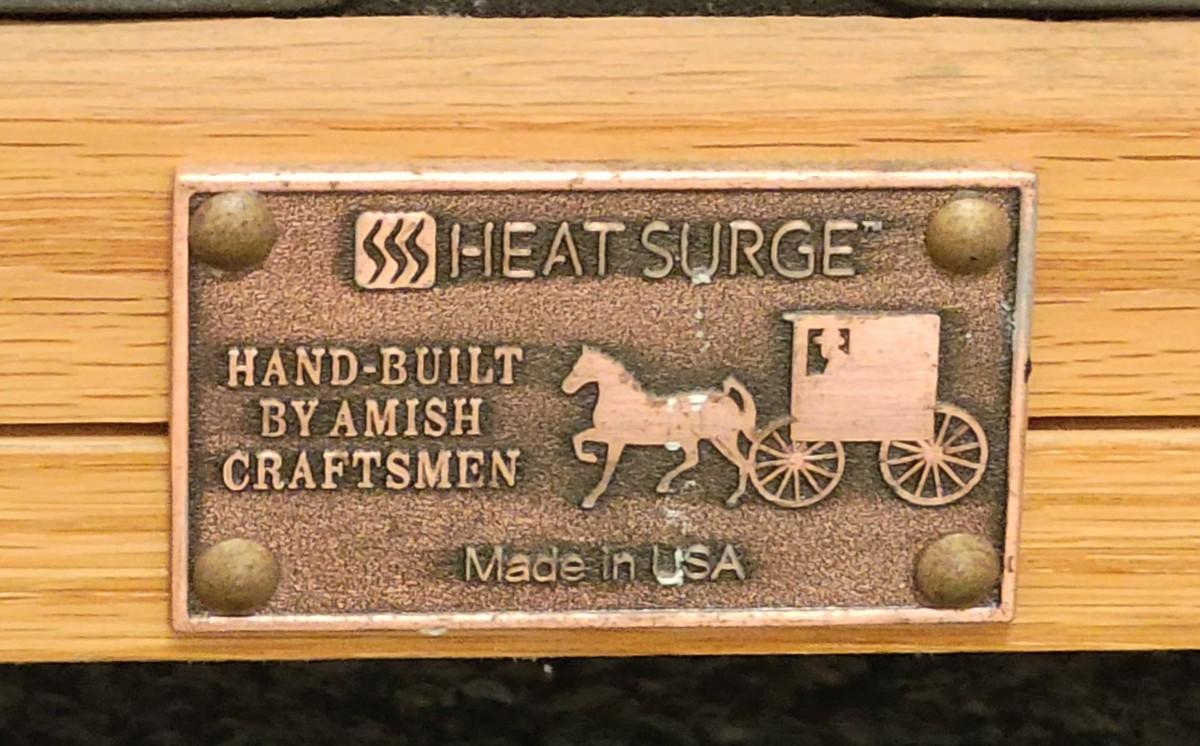 HEAT SURGE™
HAND-BUILT
BY AMISH
CRAFTSMEN
Made in USA